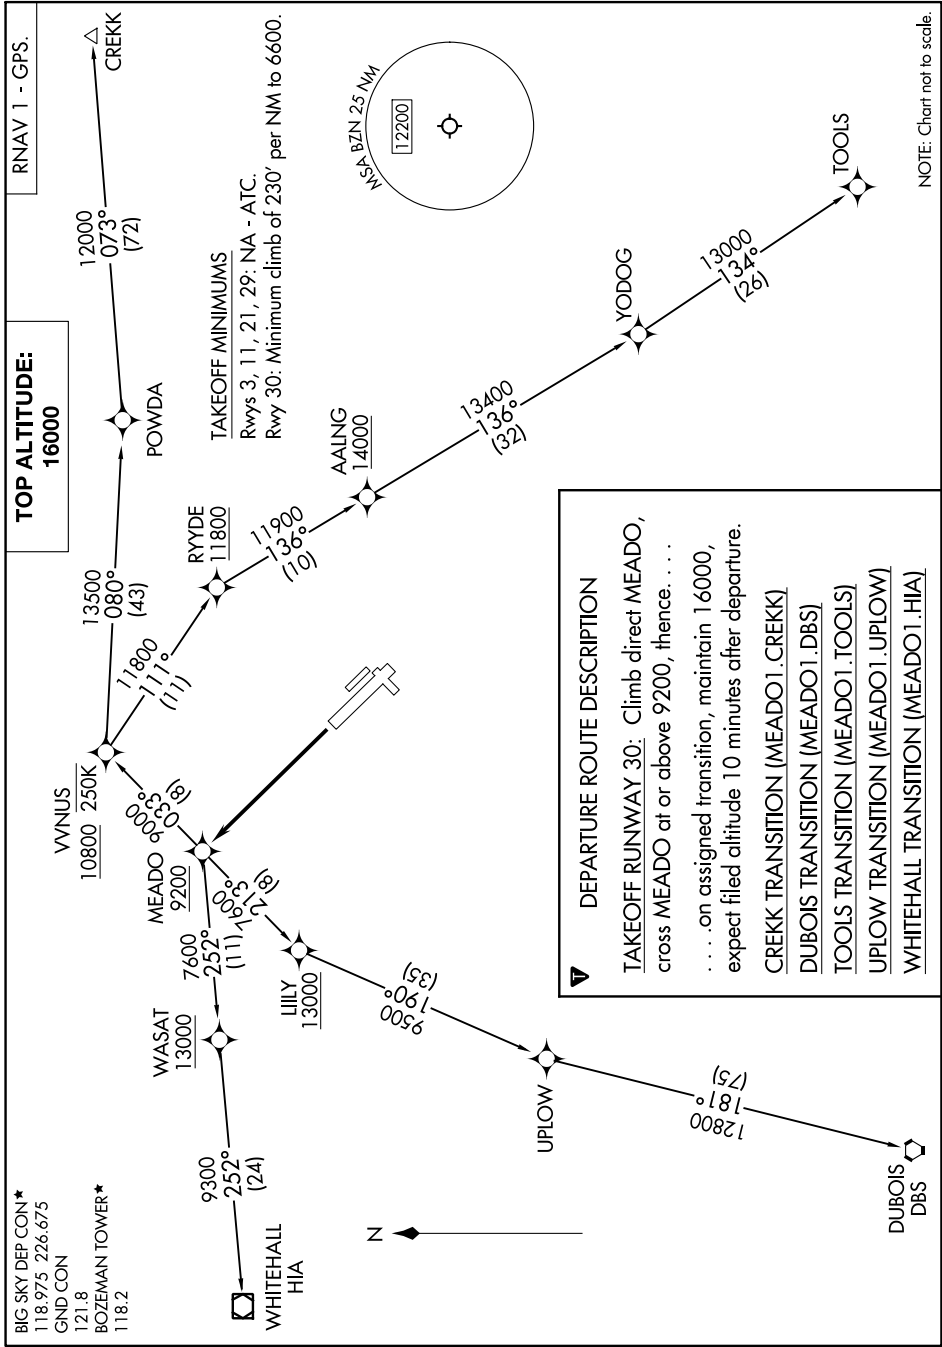 BIG SKY DEP CON★
118.975 226.675
GND CON
121.8
BOZEMAN TOWER★
118.2
TOP ALTITUDE:
16000
RNAV 1 - GPS.
VVNUS
10800 250K
13500
080°
(43)
POWDA
12000
073°
(72)
CREKK
9000
033°
(8)
MEADO
9200
11800
111°
(11)
RYYDE
11800
11900
136°
(10)
AALNG
14000
13400
136°
(32)
YODOG
13000
134°
(26)
TOOLS
TAKEOFF MINIMUMS
Rwys 3, 11, 21, 29: NA - ATC.
Rwy 30: Minimum climb of 230' per NM to 6600.
MSA BZN 25 NM
12200
7600
252°
(11)
WASAT
13000
9300
252°
(24)
WHITEHALL
HIA
7600
213°
(8)
LIILY
13000
9500
190°
(35)
UPLOW
12800
181°
(75)
DUBOIS
DBS
N
T
DEPARTURE ROUTE DESCRIPTION
TAKEOFF RUNWAY 30: Climb direct MEADO,
cross MEADO at or above 9200, thence. . . .
. . . .on assigned transition, maintain 16000,
expect filed altitude 10 minutes after departure.
CREKK TRANSITION (MEADO1.CREKK)
DUBOIS TRANSITION (MEADO1.DBS)
TOOLS TRANSITION (MEADO1.TOOLS)
UPLOW TRANSITION (MEADO1.UPLOW)
WHITEHALL TRANSITION (MEADO1.HIA)
NOTE: Chart not to scale.